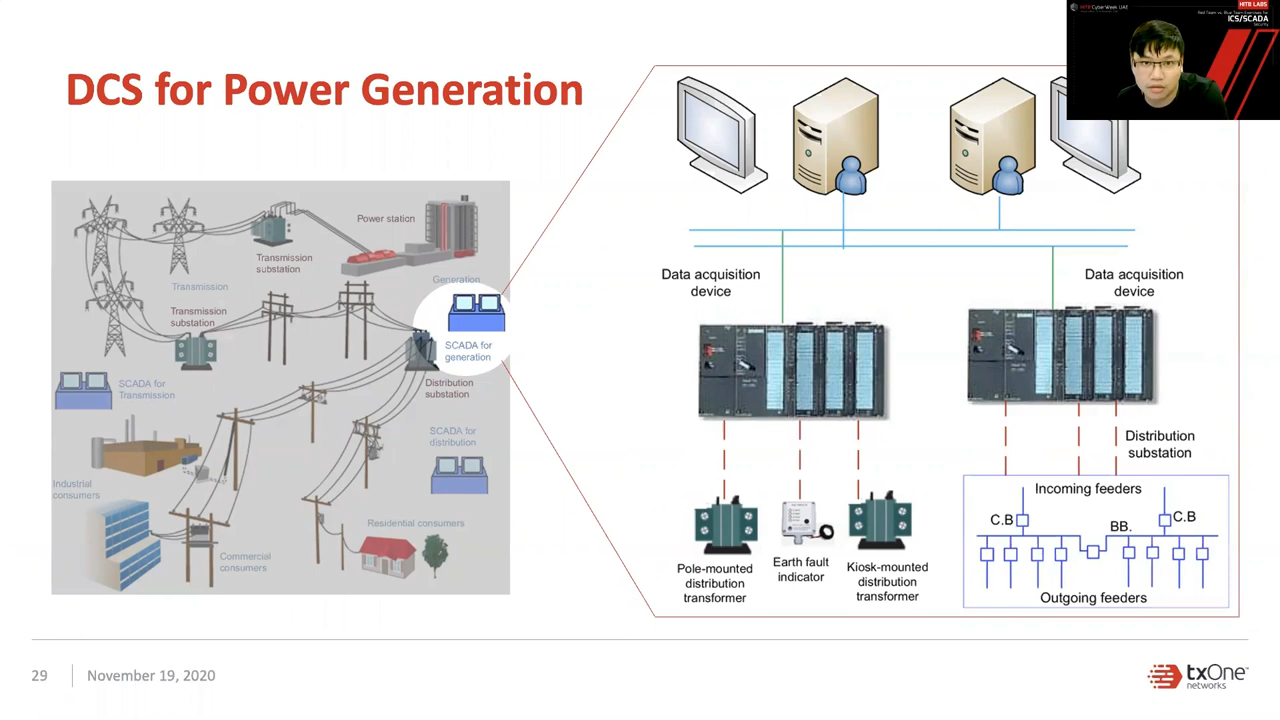 DCS for Power Generation
HITB CyberWeek UAE
HITB LABS
Red Team vs. Blue Team Exercises for
ICS/SCADA
Security
Power station
Transmission
substation
Transmission
Generation
Transmission
substation
SCADA for
generation
SCADA for
Transmission
Distribution
substation
SCADA for
distribution
Industrial
consumers
Residential consumers
Commercial
consumers
Data acquisition
device
Data acquisition
device
Distribution
substation
Incoming feeders
C.B
C.B
BB.
Outgoing feeders
Pole-mounted
distribution
transformer
Earth fault
indicator
Kiosk-mounted
distribution
transformer
29
November 19, 2020
txOne
networks